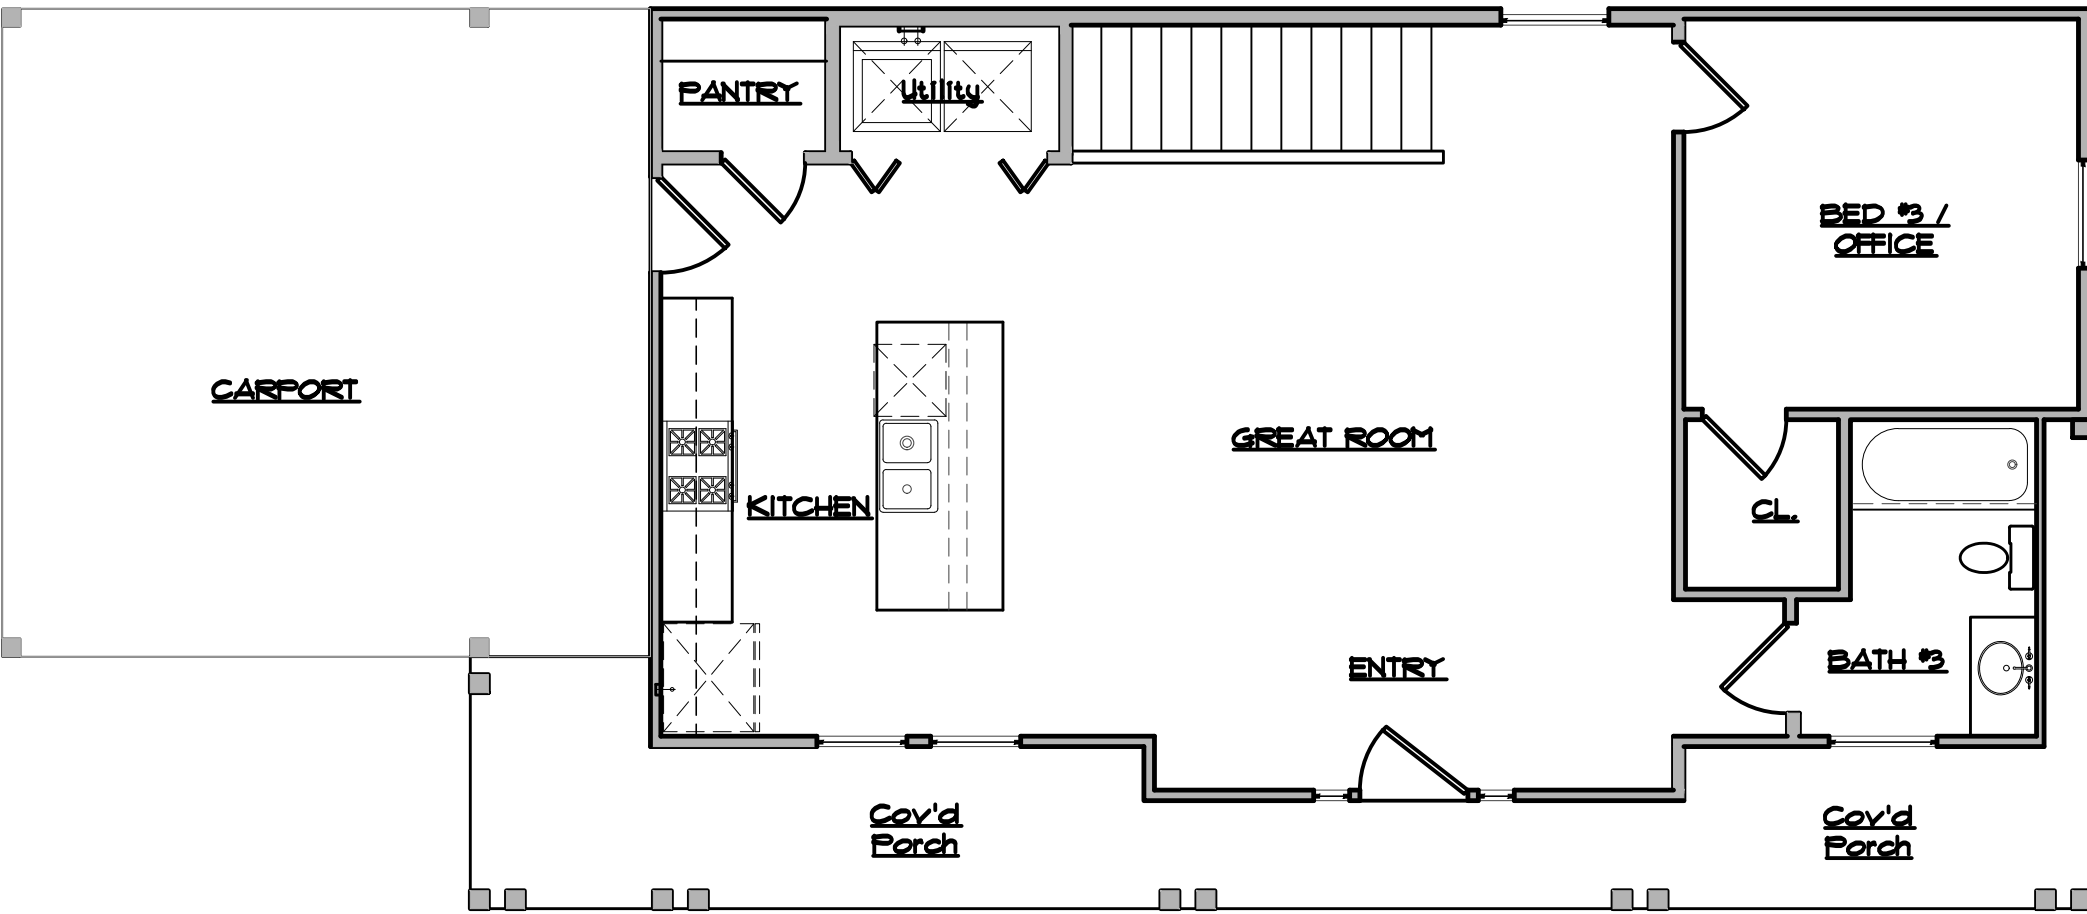 PANTRY
Utility
BED #3 /
OFFICE
CARPORT
GREAT ROOM
KITCHEN
CL.
ENTRY
BATH #3
Cov'd
Porch
Cov'd
Porch